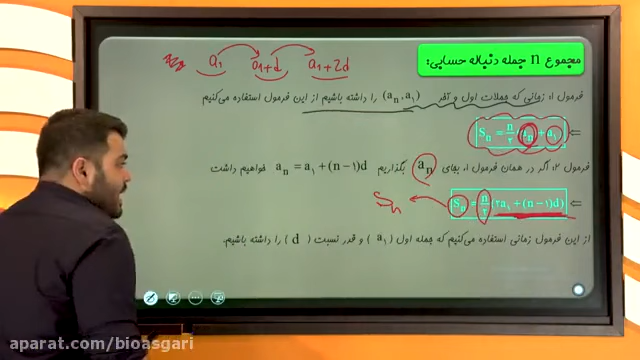 a₁ a₁+d a₁+2d
مجموع n جمله دنباله حسابی:
فرمول ۱: زمانی که جملات اول و آخر (aₙ,a₁) را داشته باشیم از این فرمول استفاده می‌کنیم
⇐ Sₙ = n/۲ (aₙ + a₁)
فرمول ۲: اگر در همان فرمول ۱، بجای aₙ بگذاریم aₙ = a₁ + (n-۱)d خواهیم داشت
Sₙ
⇐ Sₙ = n/۲ (۲a₁ + (n-۱)d)
از این فرمول زمانی استفاده می‌کنیم که جمله اول (a₁) و قدر نسبت (d) را داشته باشیم.
aparat.com/bioasgari